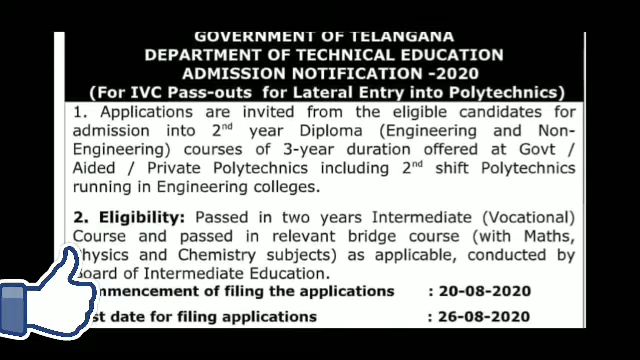 GOVERNMENT OF TELANGANA
DEPARTMENT OF TECHNICAL EDUCATION
ADMISSION NOTIFICATION -2020
(For IVC Pass-outs for Lateral Entry into Polytechnics)
1. Applications are invited from the eligible candidates for
admission into 2nd year Diploma (Engineering and Non-
Engineering) courses of 3-year duration offered at Govt /
Aided / Private Polytechnics including 2nd shift Polytechnics
running in Engineering colleges.
2. Eligibility: Passed in two years Intermediate (Vocational)
Course and passed in relevant bridge course (with Maths,
Physics and Chemistry subjects) as applicable, conducted by
Board of Intermediate Education.
mmencement of filing the applications : 20-08-2020
st date for filing applications : 26-08-2020